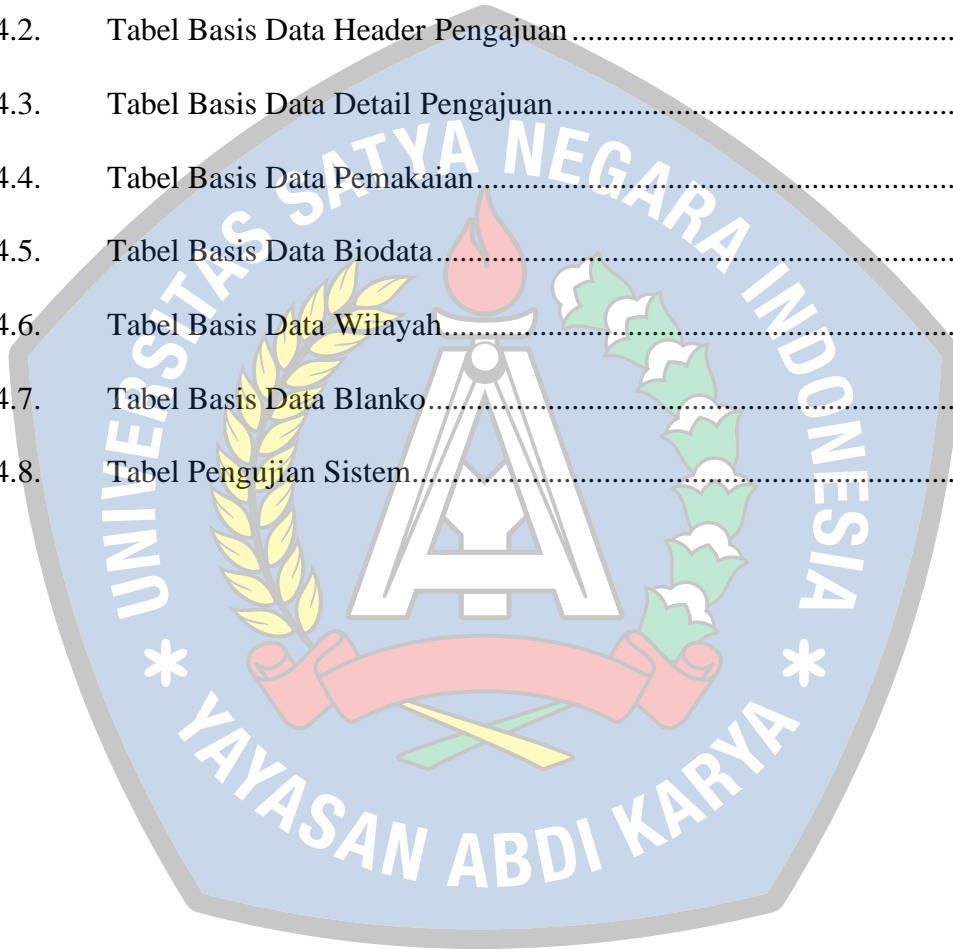 4.2. Tabel Basis Data Header Pengajuan........................................................
4.3. Tabel Basis Data Detail Pengajuan..........................................................
4.4. Tabel Basis Data Pemakaian....................................................................
4.5. Tabel Basis Data Biodata.........................................................................
4.6. Tabel Basis Data Wilayah........................................................................
4.7. Tabel Basis Data Blanko..........................................................................
4.8. Tabel Pengujian Sistem............................................................................
UNIVERSITAS SATYA NEGARA INDONESIA
* YAYASAN ABDI KARYA *